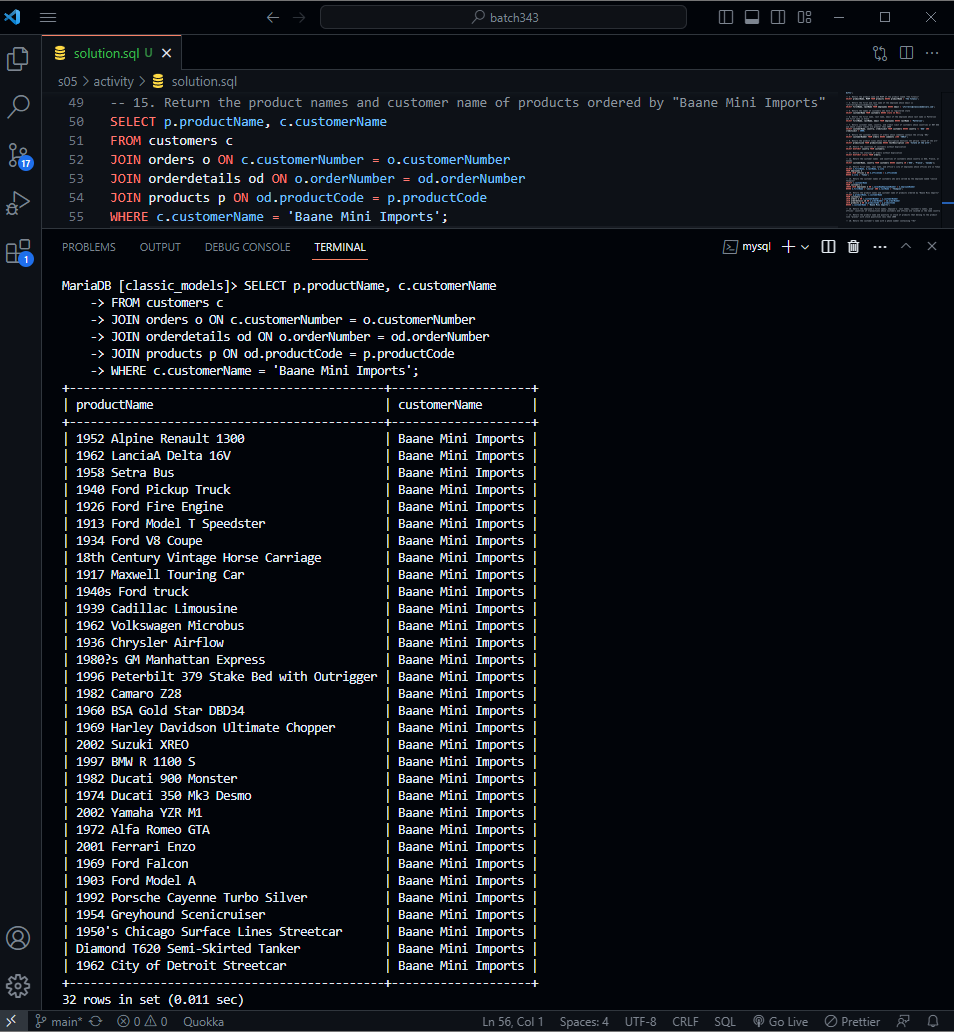 batch343
solution.sql U
s05 > activity > solution.sql
49 -- 15. Return the product names and customer name of products ordered by "Baane Mini Imports"
50 SELECT p.productName, c.customerName
51 FROM customers c
52 JOIN orders o ON c.customerNumber = o.customerNumber
53 JOIN orderdetails od ON o.orderNumber = od.orderNumber
54 JOIN products p ON od.productCode = p.productCode
55 WHERE c.customerName = 'Baane Mini Imports';
17
1
PROBLEMS OUTPUT DEBUG CONSOLE TERMINAL mysql
MariaDB [classic_models]> SELECT p.productName, c.customerName
-> FROM customers c
-> JOIN orders o ON c.customerNumber = o.customerNumber
-> JOIN orderdetails od ON o.orderNumber = od.orderNumber
-> JOIN products p ON od.productCode = p.productCode
-> WHERE c.customerName = 'Baane Mini Imports';
+--------------------------------------------+--------------------+
| productName | customerName |
+--------------------------------------------+--------------------+
| 1952 Alpine Renault 1300 | Baane Mini Imports |
| 1962 LanciaA Delta 16V | Baane Mini Imports |
| 1958 Setra Bus | Baane Mini Imports |
| 1940 Ford Pickup Truck | Baane Mini Imports |
| 1926 Ford Fire Engine | Baane Mini Imports |
| 1913 Ford Model T Speedster | Baane Mini Imports |
| 1934 Ford V8 Coupe | Baane Mini Imports |
| 18th Century Vintage Horse Carriage | Baane Mini Imports |
| 1917 Maxwell Touring Car | Baane Mini Imports |
| 1940s Ford truck | Baane Mini Imports |
| 1939 Cadillac Limousine | Baane Mini Imports |
| 1962 Volkswagen Microbus | Baane Mini Imports |
| 1936 Chrysler Airflow | Baane Mini Imports |
| 1980?s GM Manhattan Express | Baane Mini Imports |
| 1996 Peterbilt 379 Stake Bed with Outrigger | Baane Mini Imports |
| 1982 Camaro Z28 | Baane Mini Imports |
| 1960 BSA Gold Star DBD34 | Baane Mini Imports |
| 1969 Harley Davidson Ultimate Chopper | Baane Mini Imports |
| 2002 Suzuki XREO | Baane Mini Imports |
| 1997 BMW R 1100 S | Baane Mini Imports |
| 1982 Ducati 900 Monster | Baane Mini Imports |
| 1974 Ducati 350 Mk3 Desmo | Baane Mini Imports |
| 2002 Yamaha YZR M1 | Baane Mini Imports |
| 1972 Alfa Romeo GTA | Baane Mini Imports |
| 2001 Ferrari Enzo | Baane Mini Imports |
| 1969 Ford Falcon | Baane Mini Imports |
| 1903 Ford Model A | Baane Mini Imports |
| 1992 Porsche Cayenne Turbo Silver | Baane Mini Imports |
| 1954 Greyhound Scenicruiser | Baane Mini Imports |
| 1950's Chicago Surface Lines Streetcar | Baane Mini Imports |
| Diamond T620 Semi-Skirted Tanker | Baane Mini Imports |
| 1962 City of Detroit Streetcar | Baane Mini Imports |
+--------------------------------------------+--------------------+
32 rows in set (0.011 sec)
main* 0 0 Quokka Ln 56, Col 1 Spaces: 4 UTF-8 CRLF SQL Go Live Prettier